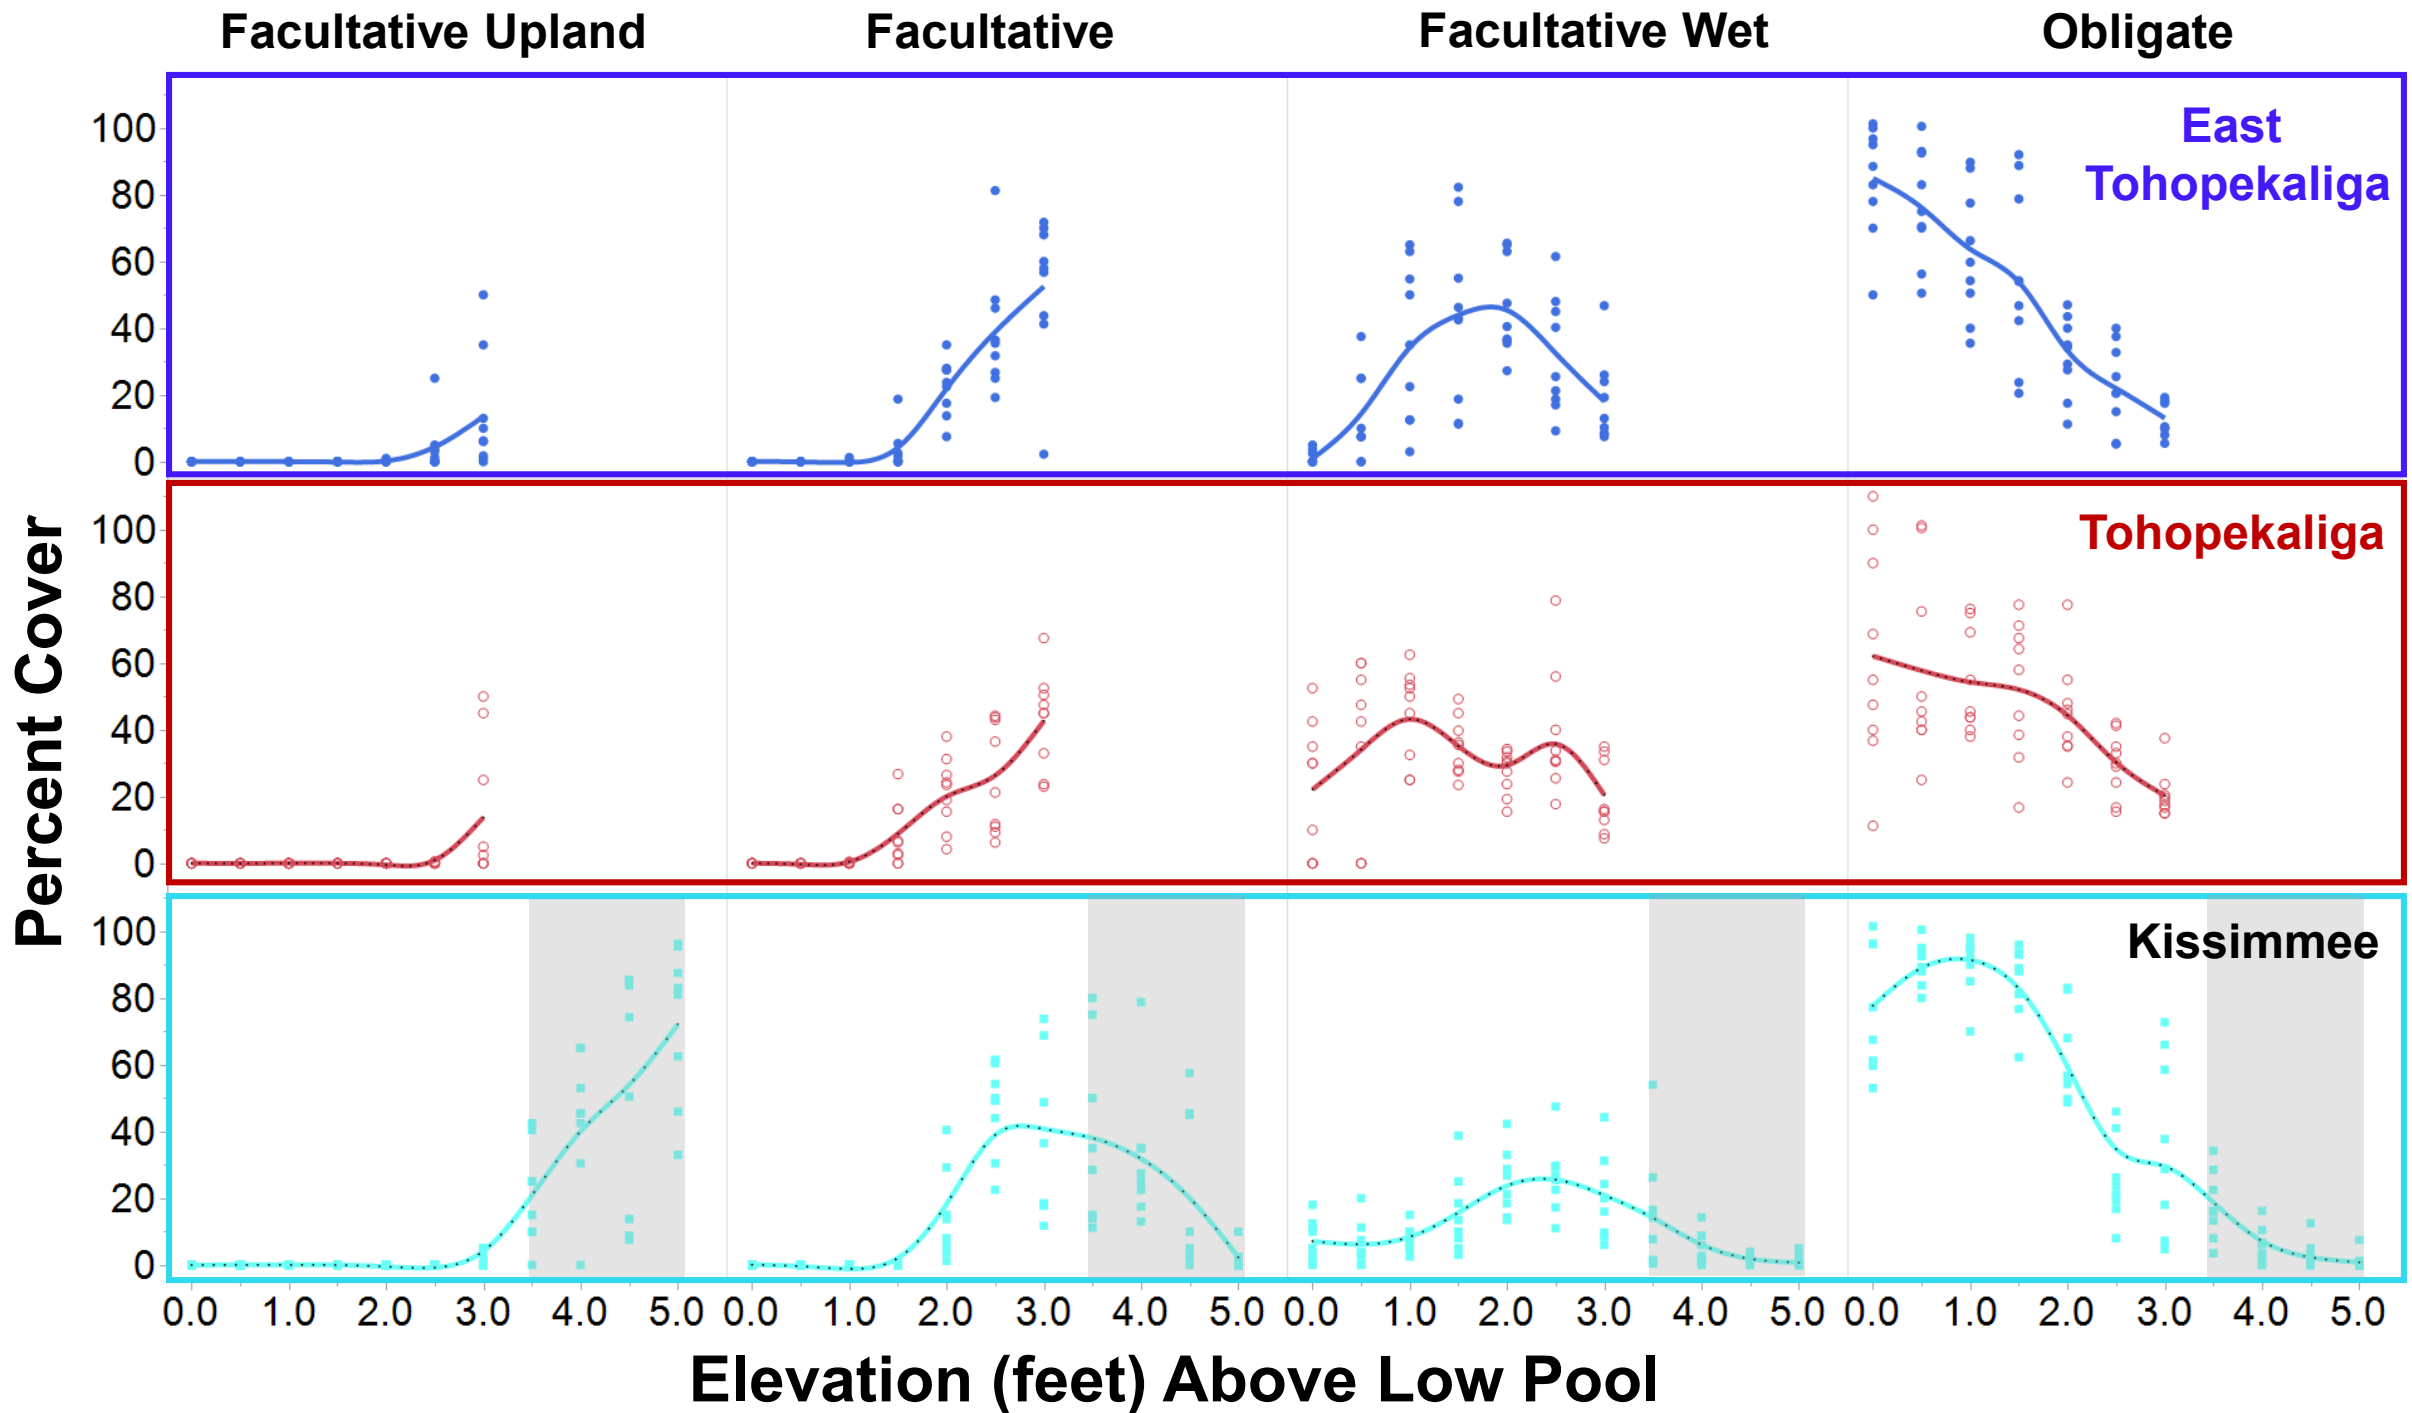 Facultative Upland Facultative Facultative Wet Obligate
East
Tohopekaliga
100
80
60
40
20
0
Tohopekaliga
100
80
60
40
20
0
Kissimmee
100
80
60
40
20
0
Percent Cover
0.0 1.0 2.0 3.0 4.0 5.0 0.0 1.0 2.0 3.0 4.0 5.0 0.0 1.0 2.0 3.0 4.0 5.0 0.0 1.0 2.0 3.0 4.0 5.0
Elevation (feet) Above Low Pool